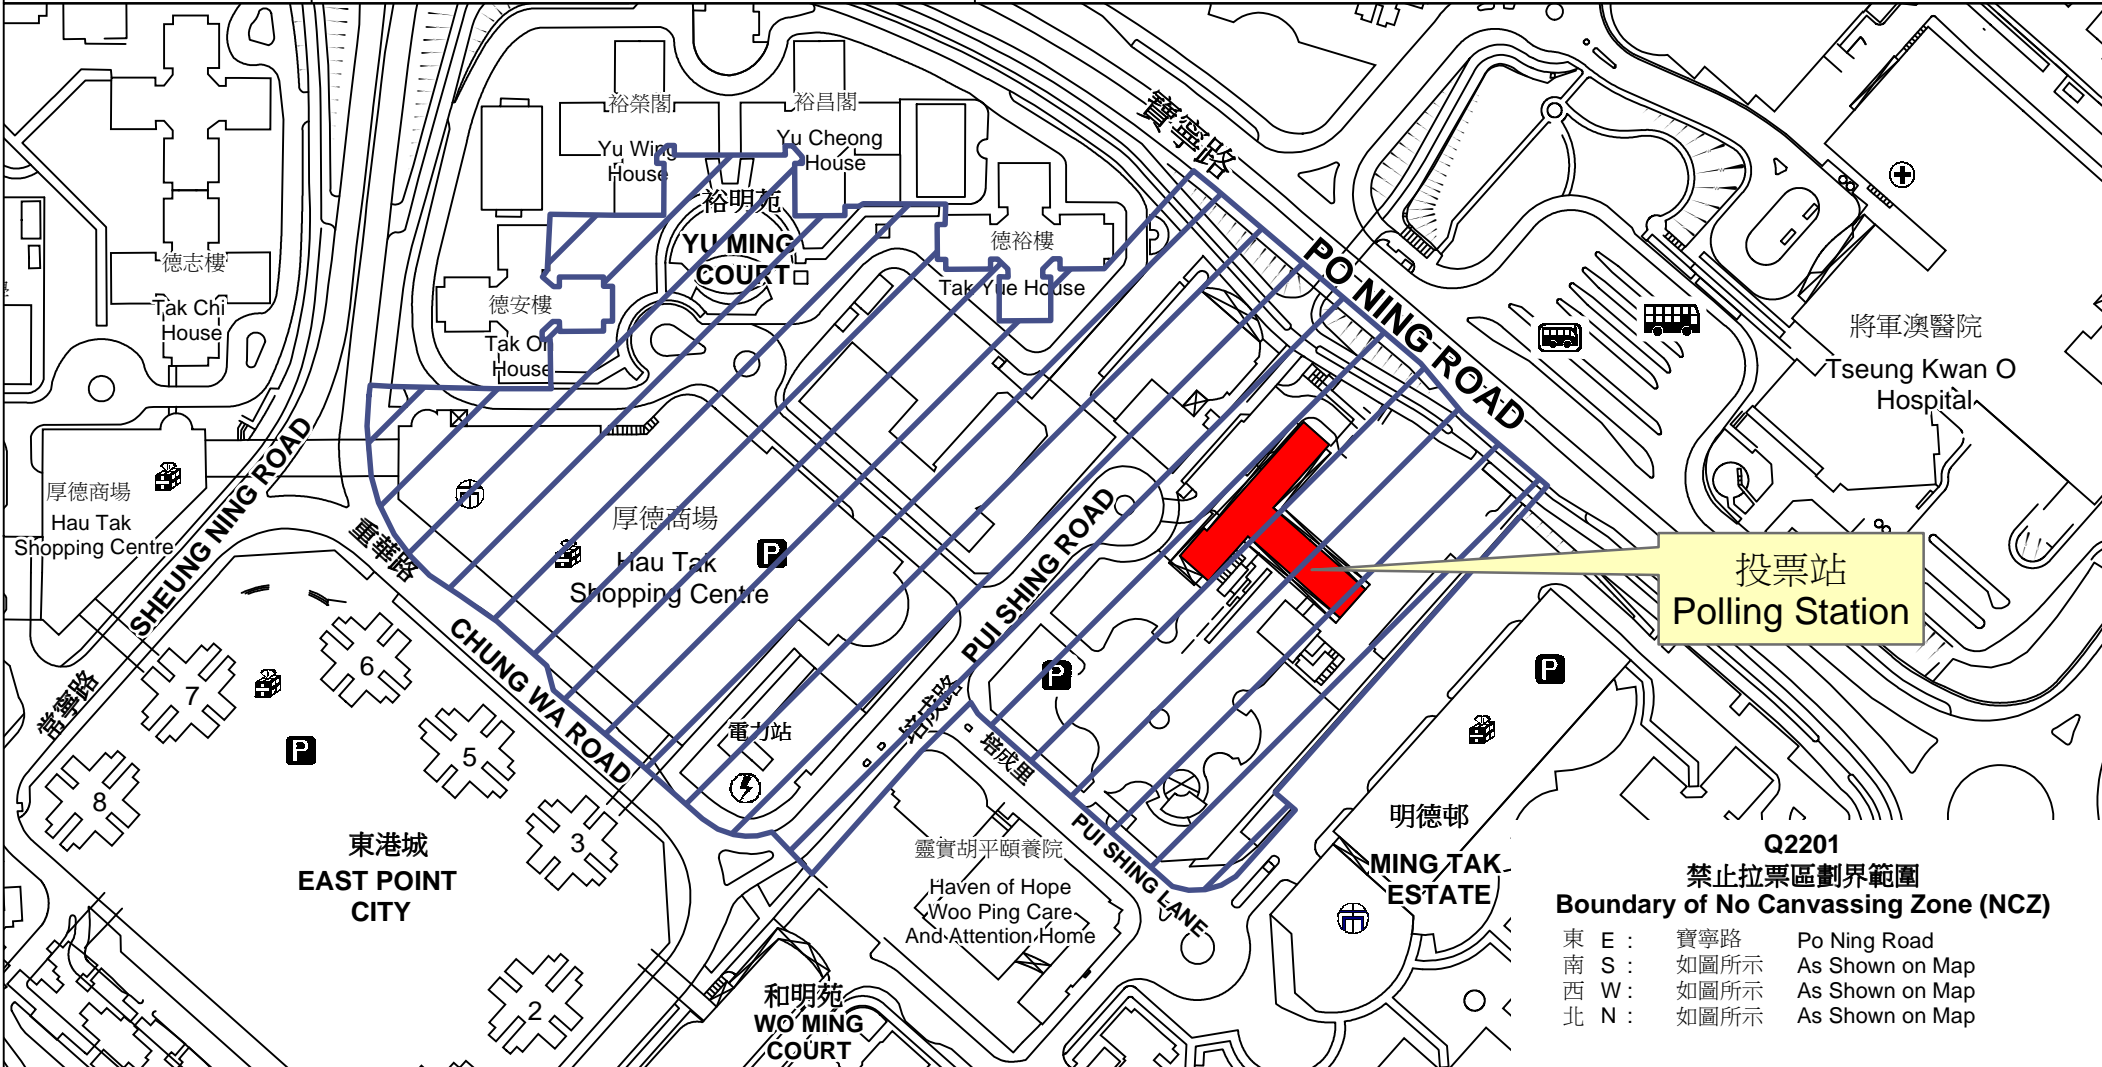 裕榮閣
Yu Wing
House
裕昌閣
Yu Cheong
House
寶寧路
PO NING ROAD
裕明苑
YU MING
COURT
德裕樓
Tak Yue House
德志樓
Tak Chi
House
德安樓
Tak On
House
將軍澳醫院
Tseung Kwan O
Hospital
厚德商場
Hau Tak
Shopping Centre
SHEUNG NING ROAD
常寧路
重華路
CHUNG WA ROAD
厚德商場
Hau Tak
Shopping Centre
P
PUI SHING ROAD
培成路
投票站
Polling Station
7
6
5
8
3
2
P
P
P
電力站
培成里
PUI SHING LANE
東港城
EAST POINT
CITY
靈實胡平頤養院
Haven of Hope
Woo Ping Care
And Attention Home
明德邨
MING TAK
ESTATE
和明苑
WO MING
COURT
Q2201
禁止拉票區劃界範圍
Boundary of No Canvassing Zone (NCZ)
東 E : 寶寧路 Po Ning Road
南 S : 如圖所示 As Shown on Map
西 W : 如圖所示 As Shown on Map
北 N : 如圖所示 As Shown on Map